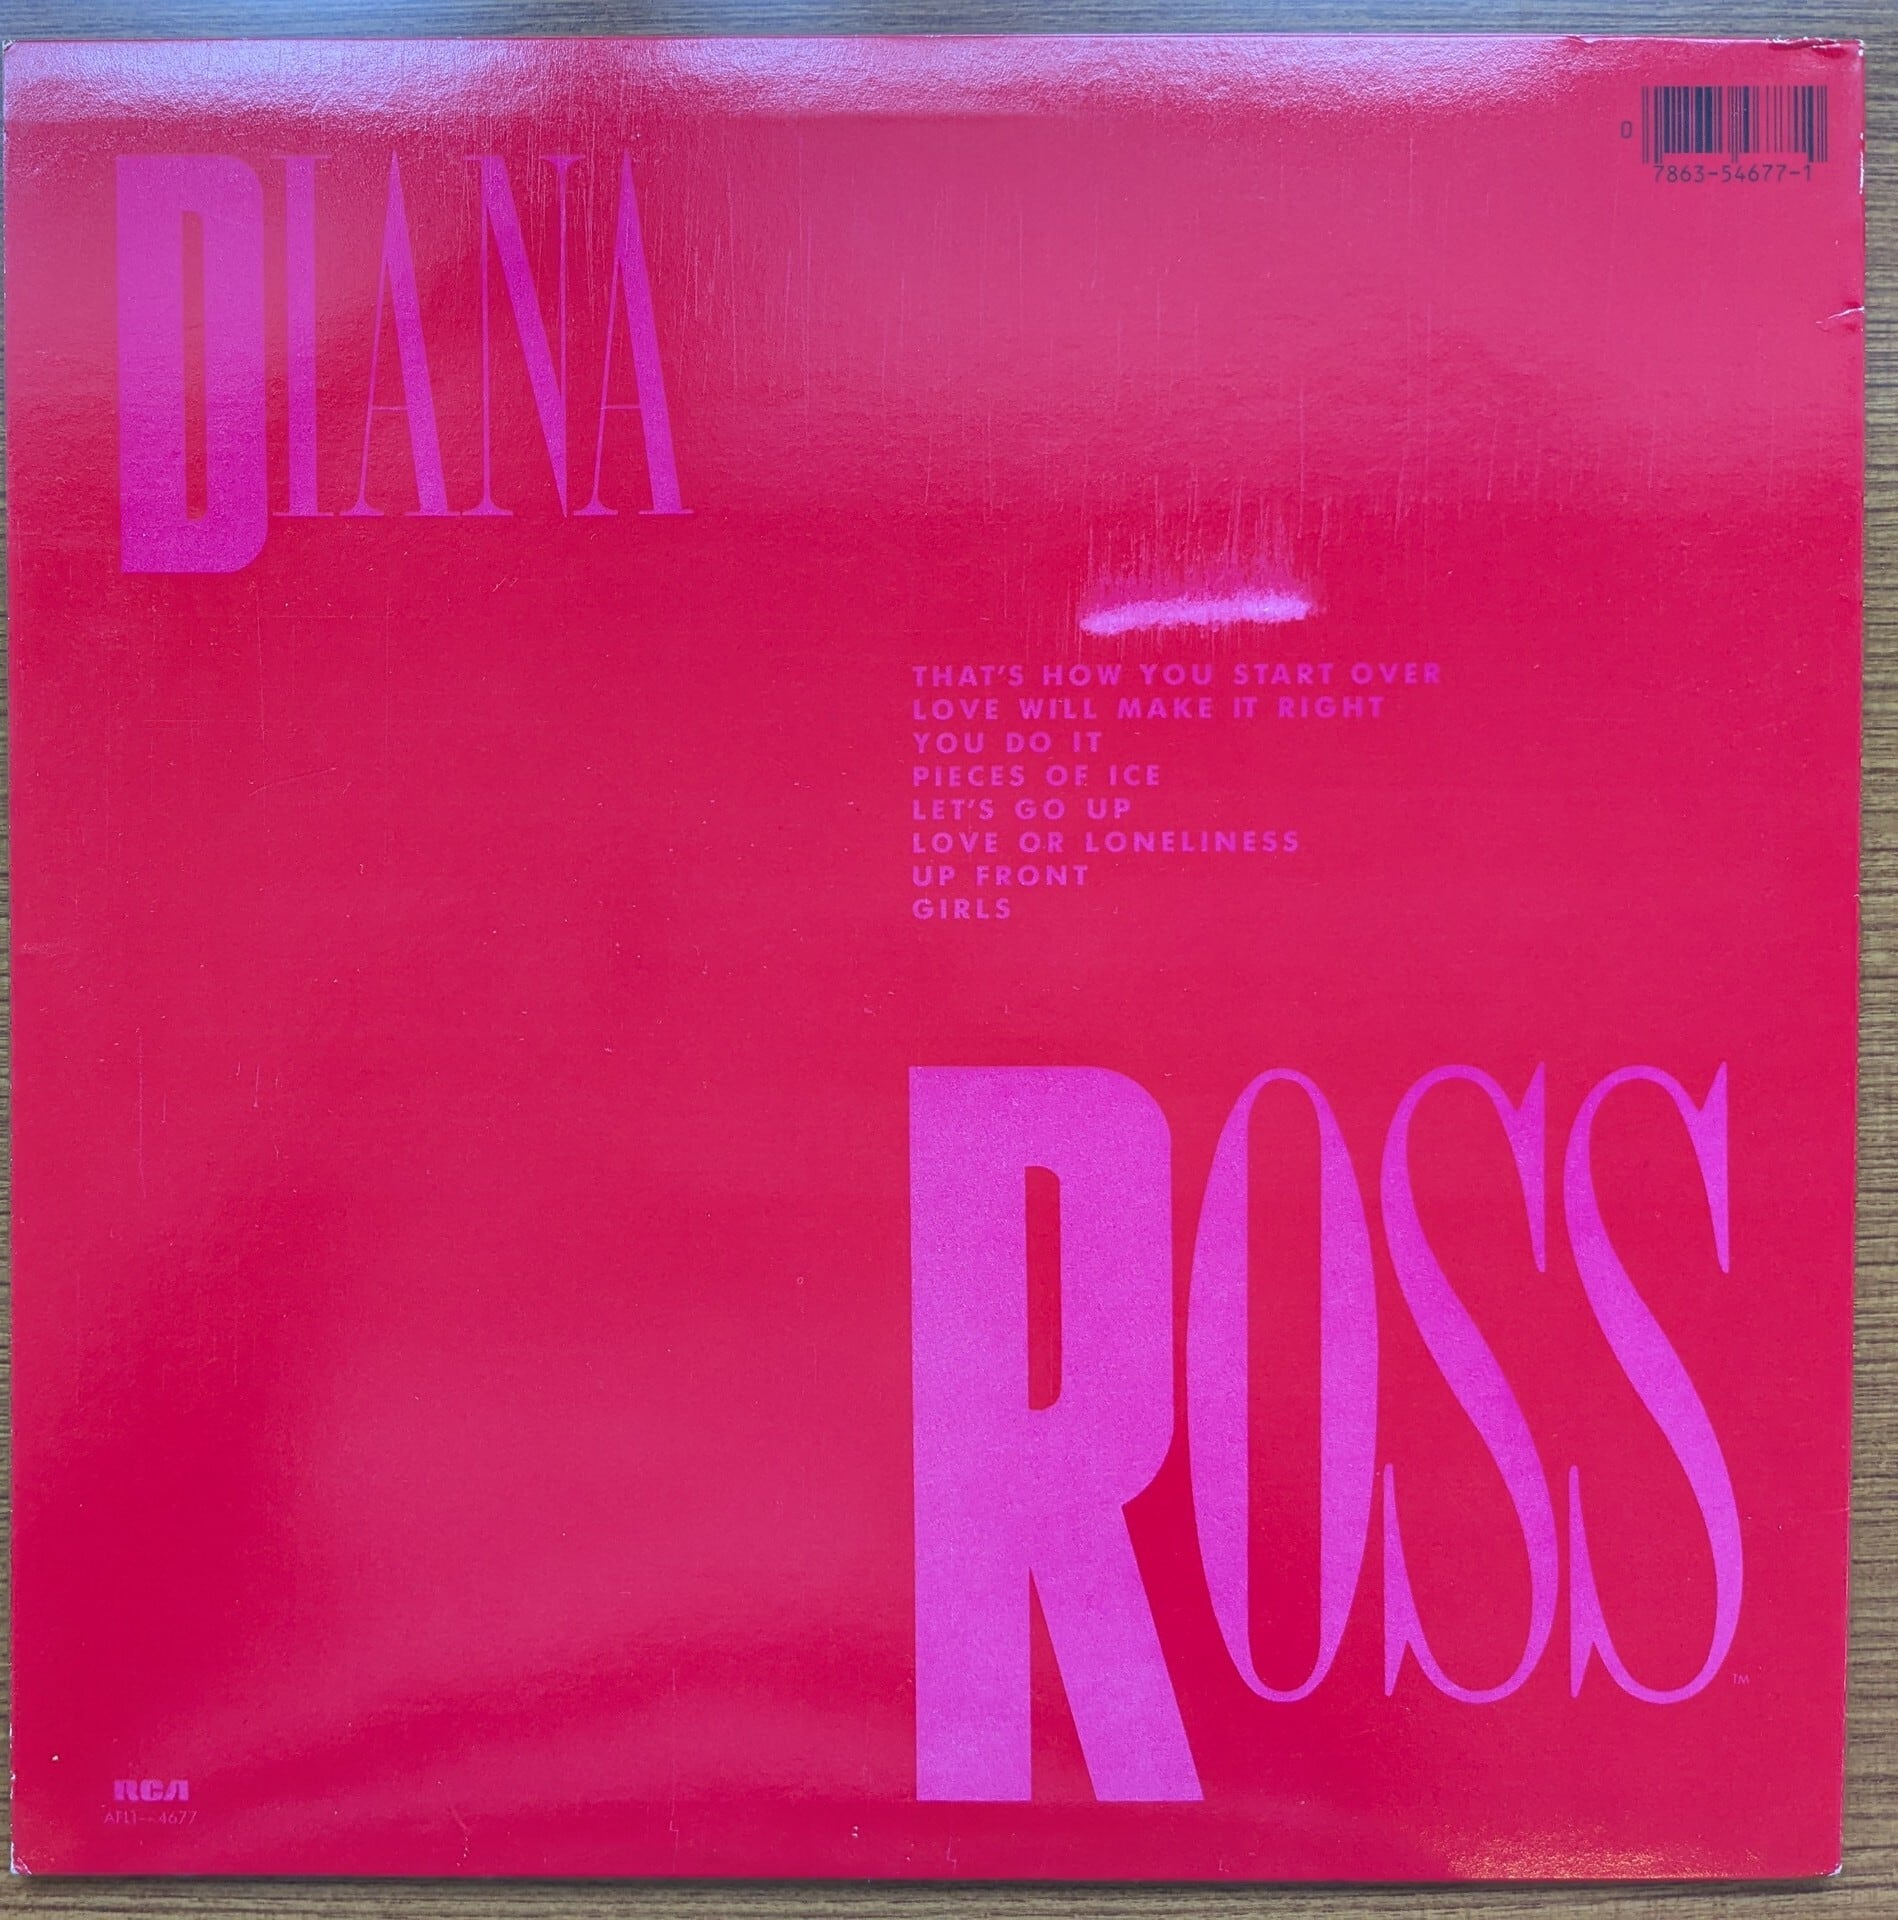 0
7863-54677-1
DIANA
THAT'S HOW YOU START OVER
LOVE WILL MAKE IT RIGHT
YOU DO IT
PIECES OF ICE
LET'S GO UP
LOVE OR LONELINESS
UP FRONT
GIRLS
ROSS
TM
RCA
AFL1-4677